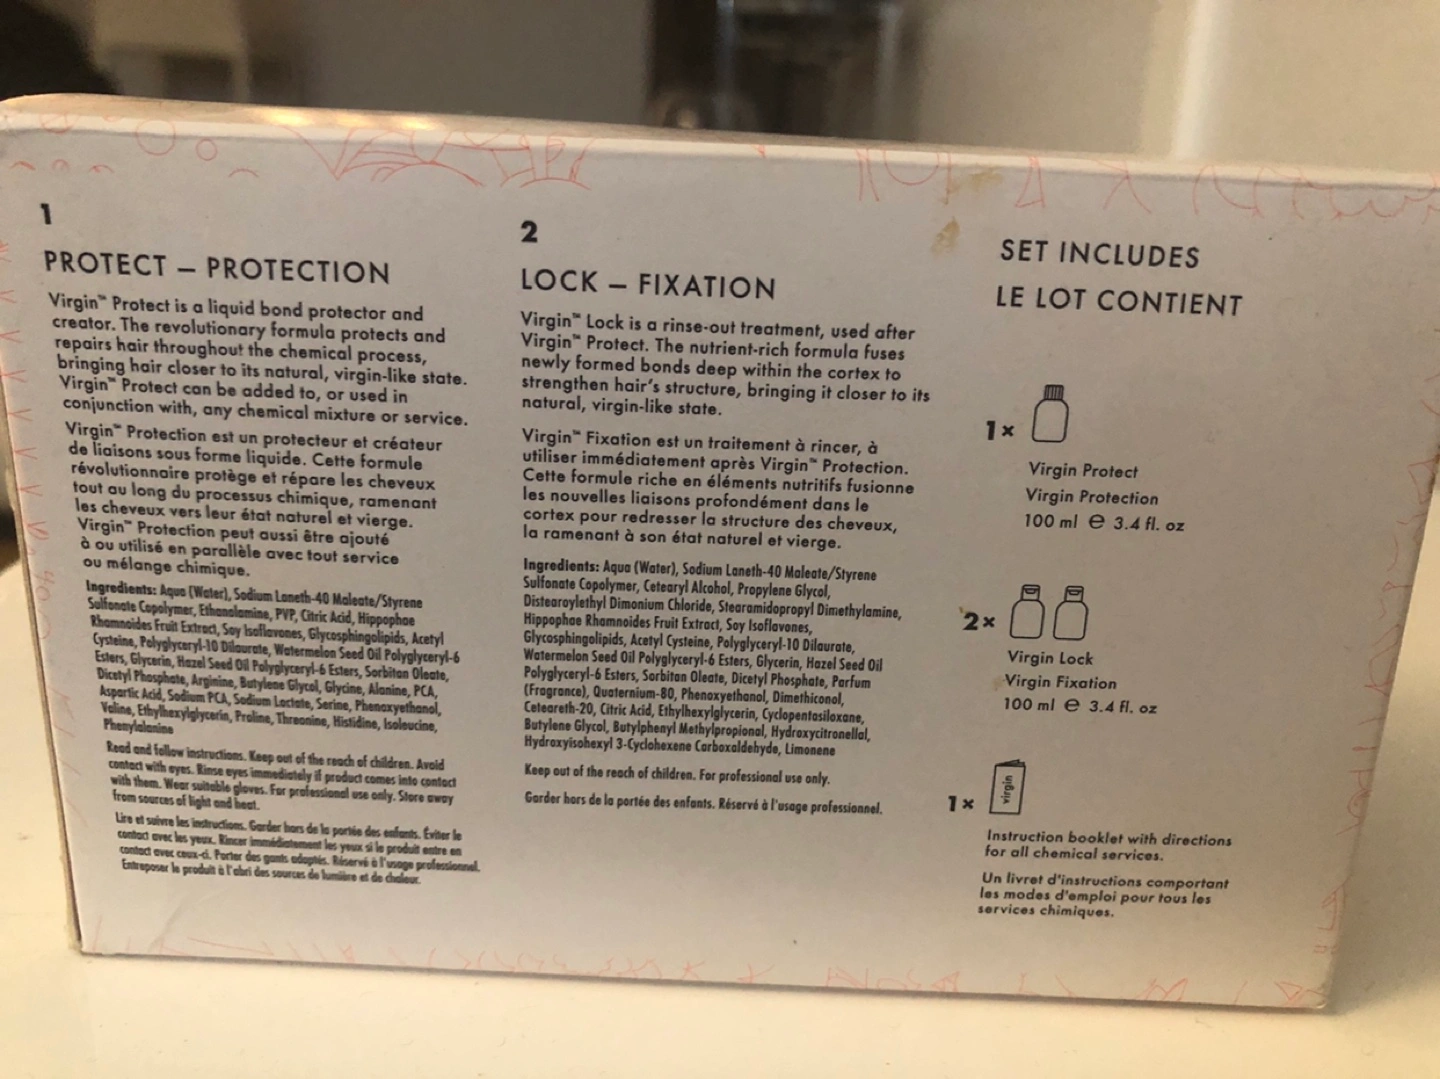 1
PROTECT – PROTECTION
Virgin™ Protect is a liquid bond protector and
creator. The revolutionary formula protects and
repairs hair throughout the chemical process,
bringing hair closer to its natural, virgin-like state.
Virgin™ Protect can be added to, or used in
conjunction with, any chemical mixture or service.
Virgin™ Protection est un protecteur et créateur
de liaisons sous forme liquide. Cette formule
révolutionnaire protège et répare les cheveux
tout au long du processus chimique, ramenant
les cheveux vers leur état naturel et vierge.
Virgin™ Protection peut aussi être ajouté
à ou utilisé en parallèle avec tout service
ou mélange chimique.
Ingredients: Aqua (Water), Sodium Laneth-40 Maleate/Styrene
Sulfonate Copolymer, Ethanolamine, PVP, Citric Acid, Hippophae
Rhamnoides Fruit Extract, Soy Isoflavones, Glycosphingolipids, Acetyl
Cysteine, Polyglyceryl-10 Dilaurate, Watermelon Seed Oil Polyglyceryl-6
Esters, Glycerin, Hazel Seed Oil Polyglyceryl-6 Esters, Sorbitan Oleate,
Dicetyl Phosphate, Arginine, Butylene Glycol, Glycine, Alanine, PCA,
Aspartic Acid, Sodium PCA, Sodium Lactate, Serine, Phenoxyethanol,
Valine, Ethylhexylglycerin, Proline, Threonine, Histidine, Isoleucine,
Phenylalanine
Read and follow instructions. Keep out of the reach of children. Avoid
contact with eyes. Rinse eyes immediately if product comes into contact
with them. Wear suitable gloves. For professional use only. Store away
from sources of light and heat.
Lire et suivre les instructions. Garder hors de la portée des enfants. Éviter le
contact avec les yeux. Rincer immédiatement les yeux si le produit entre en
contact avec ceux-ci. Porter des gants adaptés. Réservé à l'usage professionnel.
Entreposer le produit à l'abri des sources de lumière et de chaleur.
2
LOCK – FIXATION
Virgin™ Lock is a rinse-out treatment, used after
Virgin™ Protect. The nutrient-rich formula fuses
newly formed bonds deep within the cortex to
strengthen hair's structure, bringing it closer to its
natural, virgin-like state.
Virgin™ Fixation est un traitement à rincer, à
utiliser immédiatement après Virgin™ Protection.
Cette formule riche en éléments nutritifs fusionne
les nouvelles liaisons profondément dans le
cortex pour redresser la structure des cheveux,
la ramenant à son état naturel et vierge.
Ingredients: Aqua (Water), Sodium Laneth-40 Maleate/Styrene
Sulfonate Copolymer, Cetearyl Alcohol, Propylene Glycol,
Distearoylethyl Dimonium Chloride, Stearamidopropyl Dimethylamine,
Hippophae Rhamnoides Fruit Extract, Soy Isoflavones,
Glycosphingolipids, Acetyl Cysteine, Polyglyceryl-10 Dilaurate,
Watermelon Seed Oil Polyglyceryl-6 Esters, Glycerin, Hazel Seed Oil
Polyglyceryl-6 Esters, Sorbitan Oleate, Dicetyl Phosphate, Parfum
(Fragrance), Quaternium-80, Phenoxyethanol, Dimethiconol,
Ceteareth-20, Citric Acid, Ethylhexylglycerin, Cyclopentasiloxane,
Butylene Glycol, Butylphenyl Methylpropional, Hydroxycitronellal,
Hydroxyisohexyl 3-Cyclohexene Carboxaldehyde, Limonene
Keep out of the reach of children. For professional use only.
Garder hors de la portée des enfants. Réservé à l'usage professionnel.
SET INCLUDES
LE LOT CONTIENT
1×
Virgin Protect
Virgin Protection
100 ml ℮ 3.4 fl. oz
2×
Virgin Lock
Virgin Fixation
100 ml ℮ 3.4 fl. oz
1×
virgin
Instruction booklet with directions
for all chemical services.
Un livret d'instructions comportant
les modes d'emploi pour tous les
services chimiques.